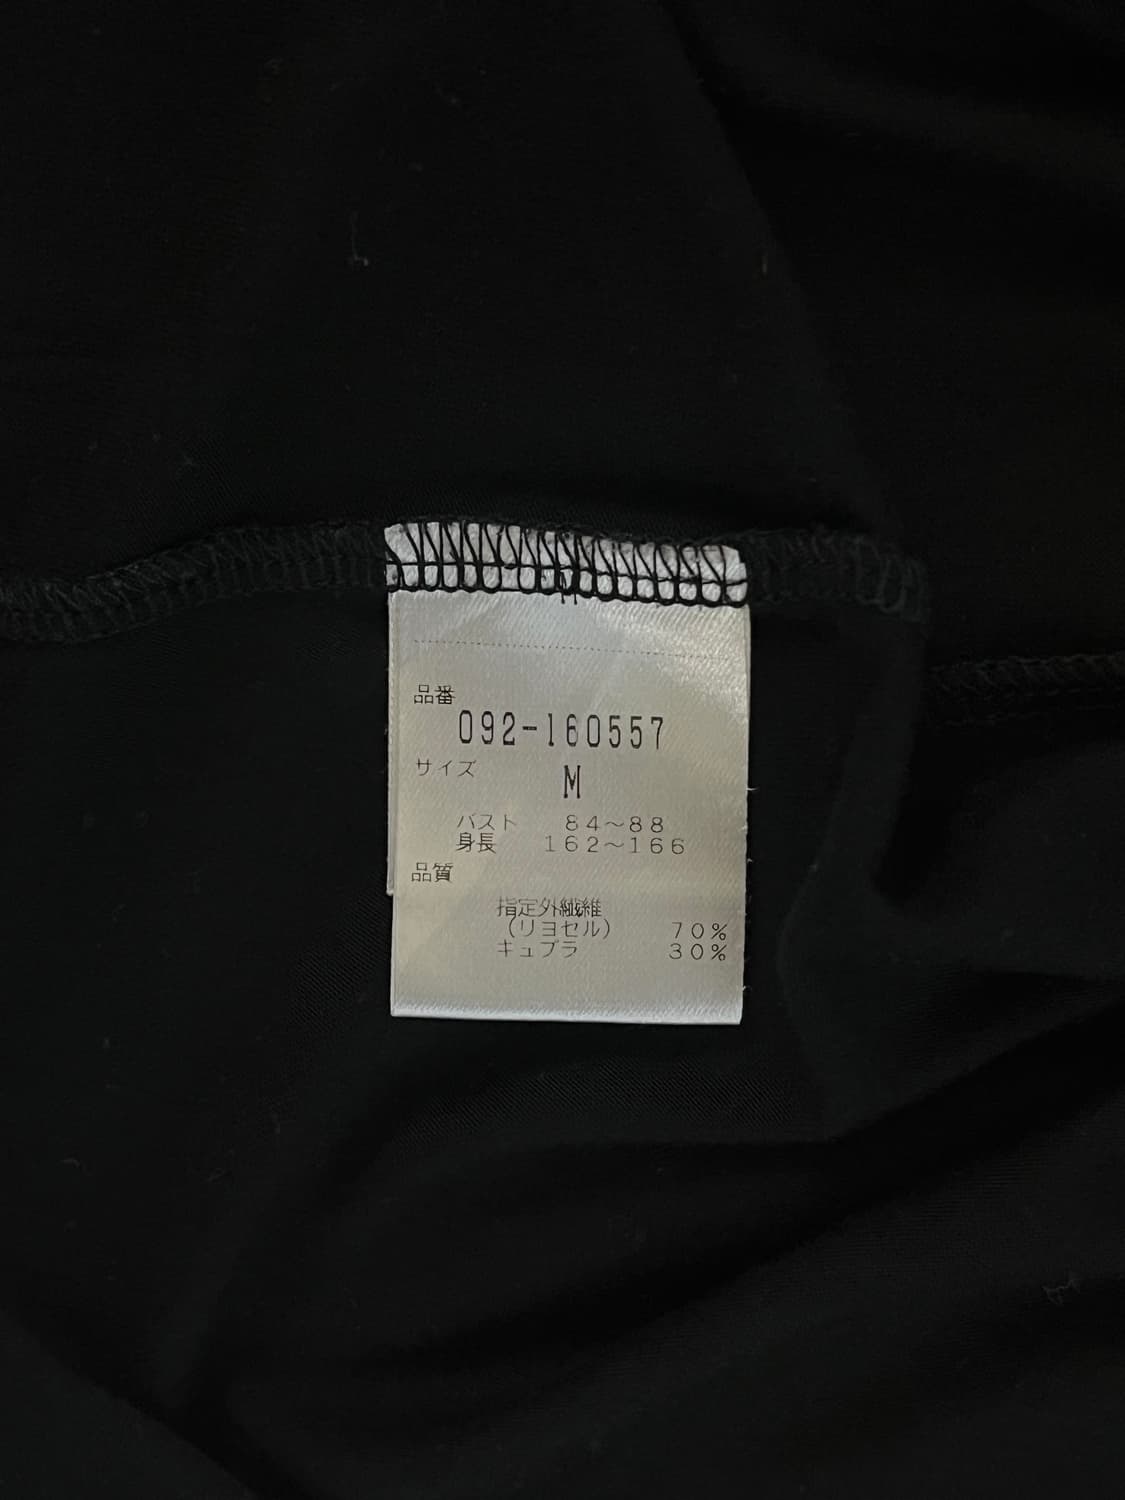 品番
092-160557
サイズ
M
バスト 84～88
身長 162～166
品質
指定外繊維
（リヨセル） 70％
キュプラ 30％